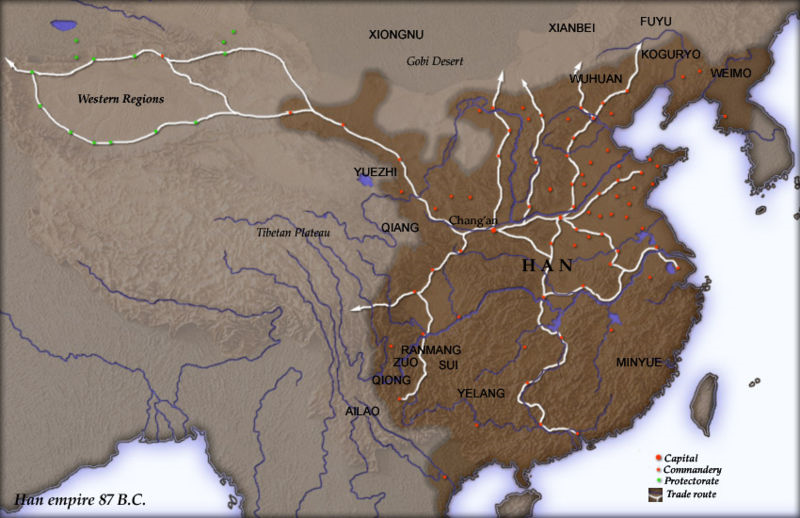 FUYU
XIANBEI
XIONGNU
KOGURYO
Gobi Desert
WEIMO
WUHUAN
Western Regions
YUEZHI
Chang'an
QIANG
Tibetan Plateau
HAN
RANMANG
ZUO
SUI
MINYUE
QIONG
YELANG
AILAO
Capital
Commandery
Protectorate
Trade route
Han empire 87 B.C.